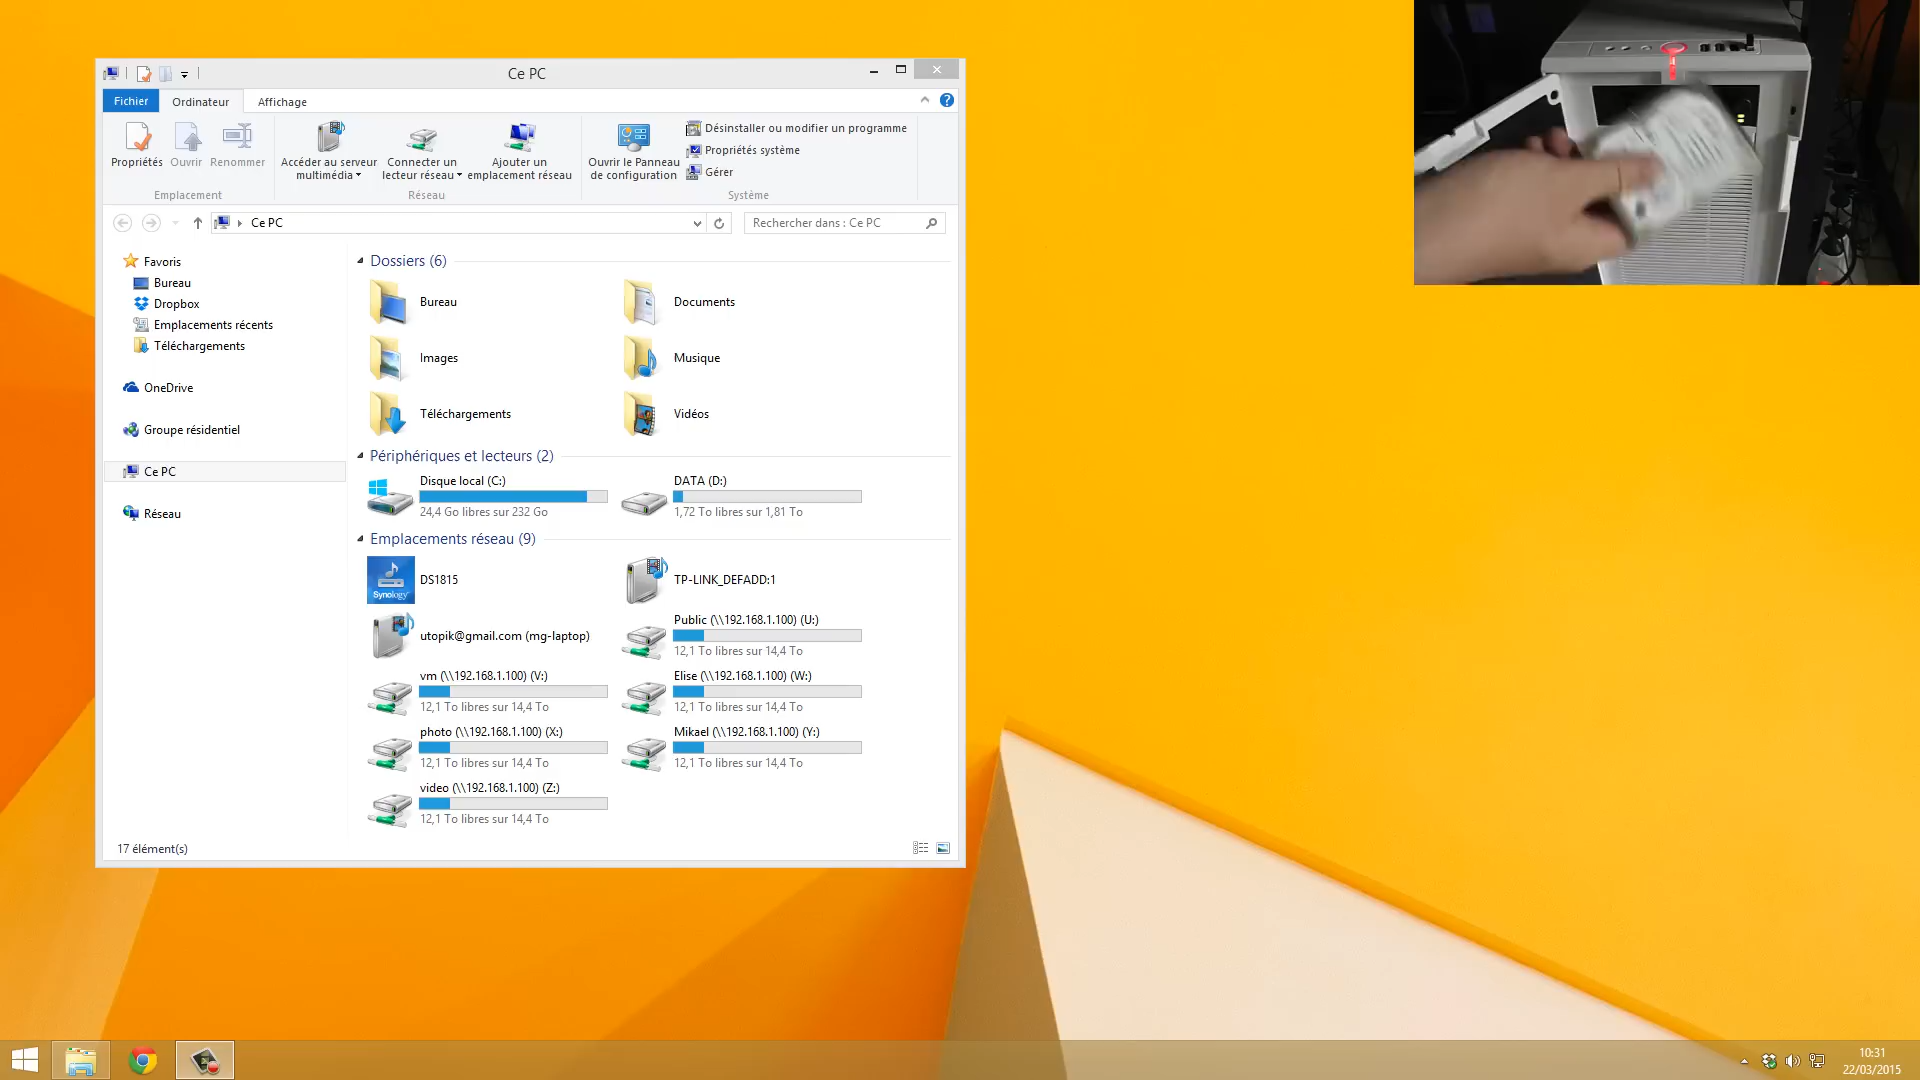 Ce PC
Fichier
Ordinateur
Affichage
Propriétés
Ouvrir
Renommer
Accéder au serveur
multimédia
Connecter un
lecteur réseau
Ajouter un
emplacement réseau
Ouvrir le Panneau
de configuration
Désinstaller ou modifier un programme
Propriétés système
Gérer
Emplacement
Réseau
Système
Ce PC
Rechercher dans : Ce PC
Favoris
Bureau
Dropbox
Emplacements récents
Téléchargements
OneDrive
Groupe résidentiel
Ce PC
Réseau
Dossiers (6)
Bureau
Documents
Images
Musique
Téléchargements
Vidéos
Périphériques et lecteurs (2)
Disque local (C:)
24,4 Go libres sur 232 Go
DATA (D:)
1,72 To libres sur 1,81 To
Emplacements réseau (9)
Synology
DS1815
TP-LINK_DEFADD:1
utopik@gmail.com (mg-laptop)
Public (\\192.168.1.100) (U:)
12,1 To libres sur 14,4 To
vm (\\192.168.1.100) (V:)
12,1 To libres sur 14,4 To
Elise (\\192.168.1.100) (W:)
12,1 To libres sur 14,4 To
photo (\\192.168.1.100) (X:)
12,1 To libres sur 14,4 To
Mikael (\\192.168.1.100) (Y:)
12,1 To libres sur 14,4 To
video (\\192.168.1.100) (Z:)
12,1 To libres sur 14,4 To
17 élément(s)
10:31
22/03/2015